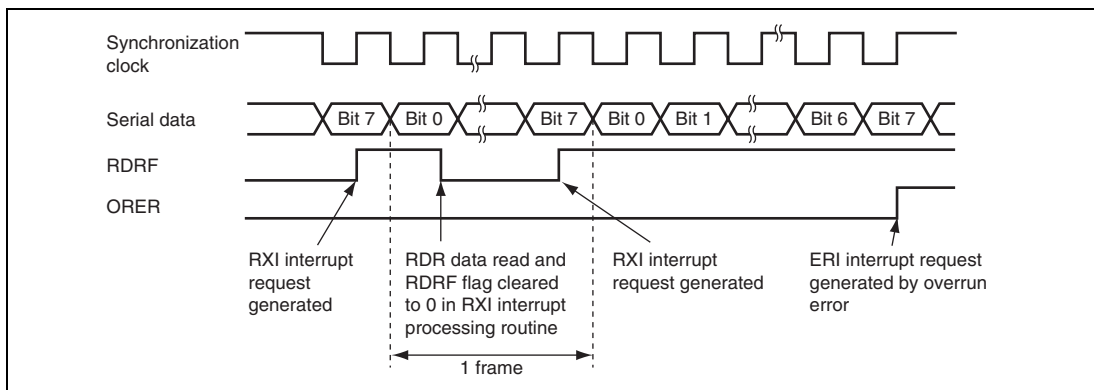 Synchronization
clock
Serial data
Bit 7 Bit 0 Bit 7 Bit 0 Bit 1 Bit 6 Bit 7
RDRF
ORER
RXI interrupt
request
generated
RDR data read and
RDRF flag cleared
to 0 in RXI interrupt
processing routine
RXI interrupt
request generated
ERI interrupt request
generated by overrun
error
1 frame